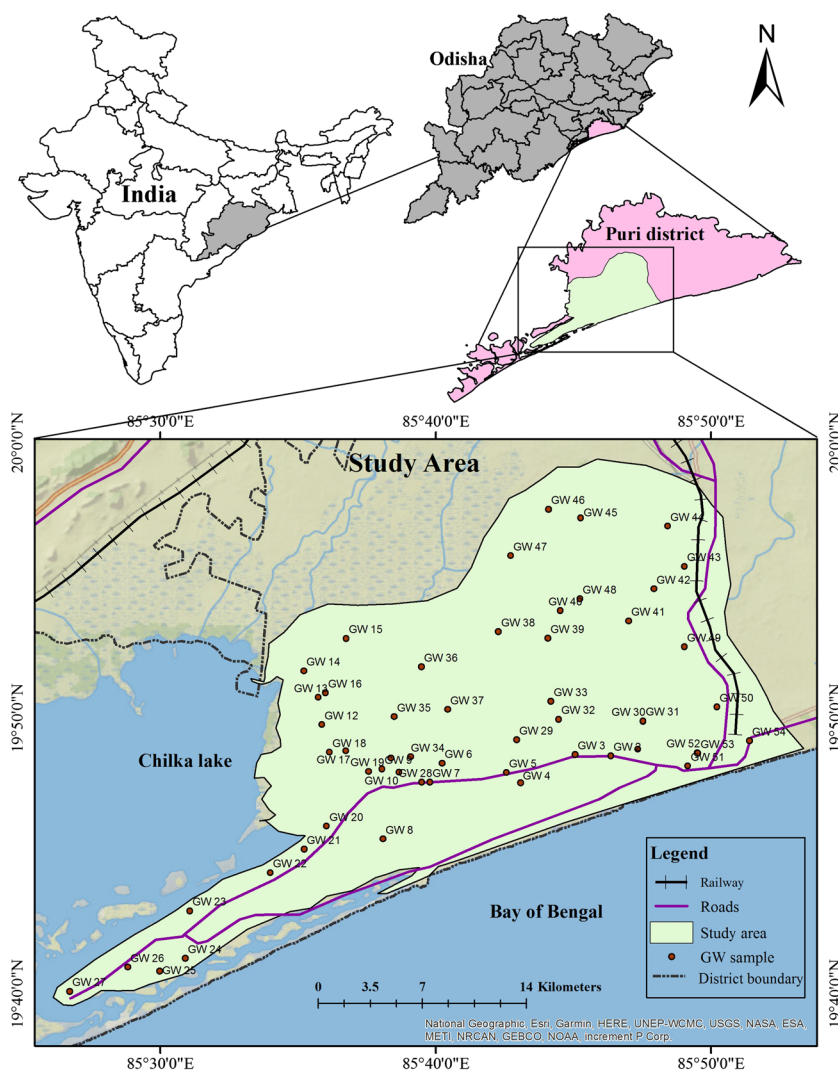 N
Odisha
India
Puri district
85°30'0"E
85°40'0"E
85°50'0"E
20°0'0"N
20°0'0"N
Study Area
GW 46
GW 45
GW 44
GW 47
GW 43
GW 42
GW 48
GW 40
GW 41
GW 38
GW 39
GW 15
GW 49
GW 36
GW 14
GW 16
GW 13
GW 37
GW 33
GW 50
GW 35
GW 32
GW 30
GW 31
GW 12
GW 29
GW 54
19°50'0"N
19°50'0"N
Chilka lake
GW 18
GW 17
GW 34
GW 9
GW 6
GW 3
GW 52
GW 53
GW 19
GW 5
GW 51
GW 10
GW 28
GW 7
GW 4
GW 20
GW 8
GW 21
GW 22
GW 23
Bay of Bengal
GW 24
GW 26
GW 25
GW 27
19°40'0"N
19°40'0"N
Legend
Railway
Roads
Study area
GW sample
District boundary
0 3.5 7 14 Kilometers
National Geographic, Esri, Garmin, HERE, UNEP-WCMC, USGS, NASA, ESA,
METI, NRCAN, GEBCO, NOAA, increment P Corp.